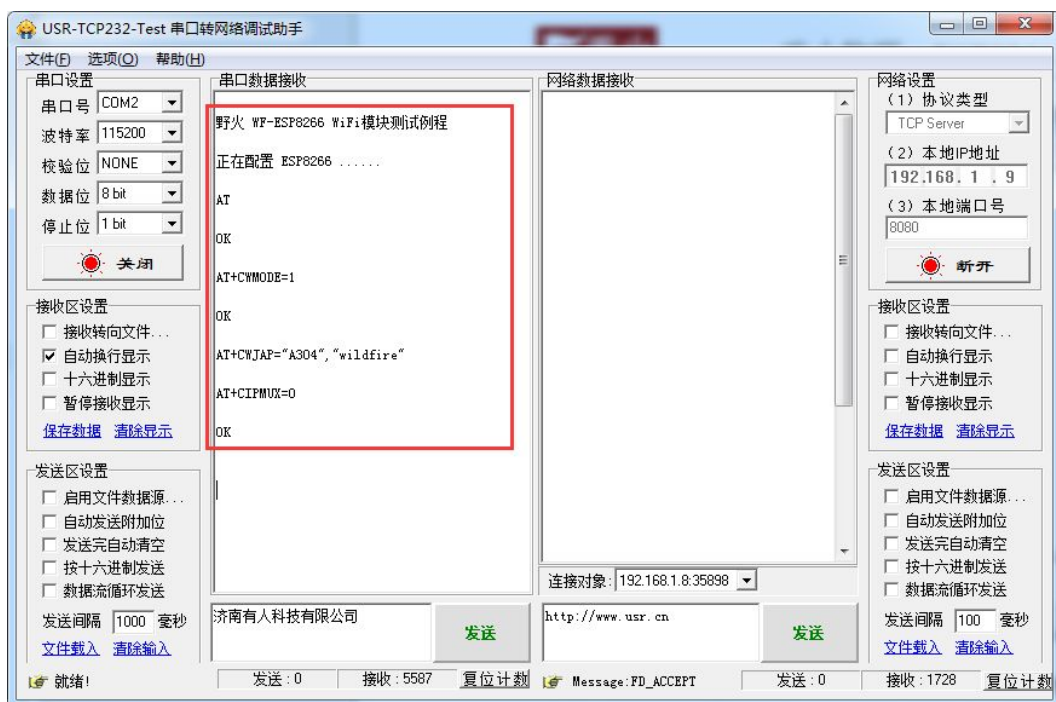 USR-TCP232-Test 串口转网络调试助手
文件(F) 选项(O) 帮助(H)
串口设置
串口号 COM2
波特率 115200
校验位 NONE
数据位 8 bit
停止位 1 bit
关闭
接收区设置
接收转向文件...
自动换行显示
十六进制显示
暂停接收显示
保存数据 清除显示
发送区设置
启用文件数据源...
自动发送附加位
发送完自动清空
按十六进制发送
数据流循环发送
发送间隔 1000 毫秒
文件载入 清除输入
串口数据接收
野火 WF-ESP8266 WiFi模块测试例程
正在配置 ESP8266 ......
AT
OK
AT+CWMODE=1
OK
AT+CWJAP="A304","wildfire"
AT+CIPMUX=0
OK
济南有人科技有限公司
发送
网络数据接收
连接对象: 192.168.1.8:35898
http://www.usr.cn
发送
网络设置
(1) 协议类型
TCP Server
(2) 本地IP地址
192.168. 1 . 9
(3) 本地端口号
8080
断开
接收区设置
接收转向文件...
自动换行显示
十六进制显示
暂停接收显示
保存数据 清除显示
发送区设置
启用文件数据源...
自动发送附加位
发送完自动清空
按十六进制发送
数据流循环发送
发送间隔 100 毫秒
文件载入 清除输入
就绪! 发送:0 接收:5587 复位计数 Message:FD_ACCEPT 发送:0 接收:1728 复位计数